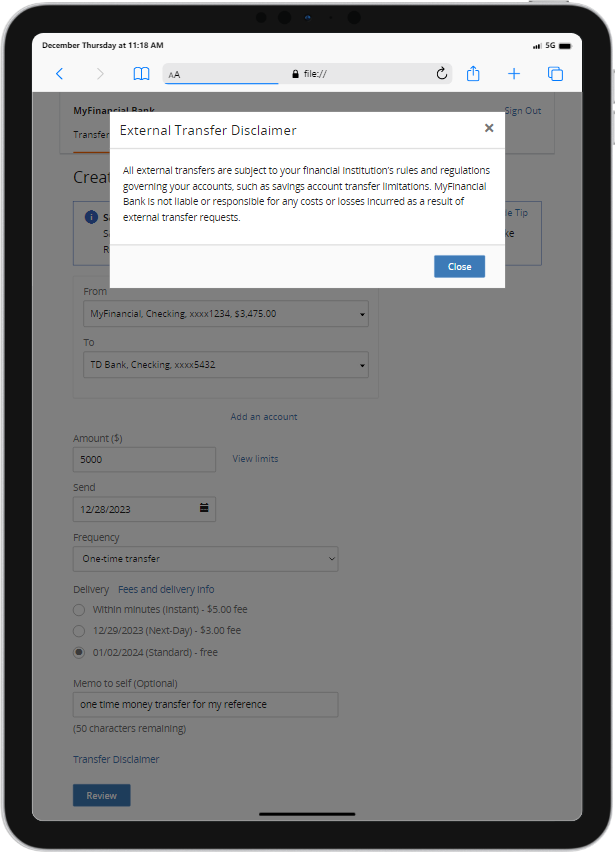 December Thursday at 11:18 AM
5G
AA
file://
MyFinancial Bank
Sign Out
Transfer
External Transfer Disclaimer
×
All external transfers are subject to your financial institution's rules and regulations
governing your accounts, such as savings account transfer limitations. MyFinancial
Bank is not liable or responsible for any costs or losses incurred as a result of
external transfer requests.
Close
Creat
Tip
From
MyFinancial, Checking, xxxx1234, $3,475.00
To
TD Bank, Checking, xxxx5432
Add an account
Amount ($)
5000
View limits
Send
12/28/2023
Frequency
One-time transfer
Delivery Fees and delivery info
Within minutes (Instant) - $5.00 fee
12/29/2023 (Next-Day) - $3.00 fee
01/02/2024 (Standard) - free
Memo to self (Optional)
one time money transfer for my reference
(50 characters remaining)
Transfer Disclaimer
Review